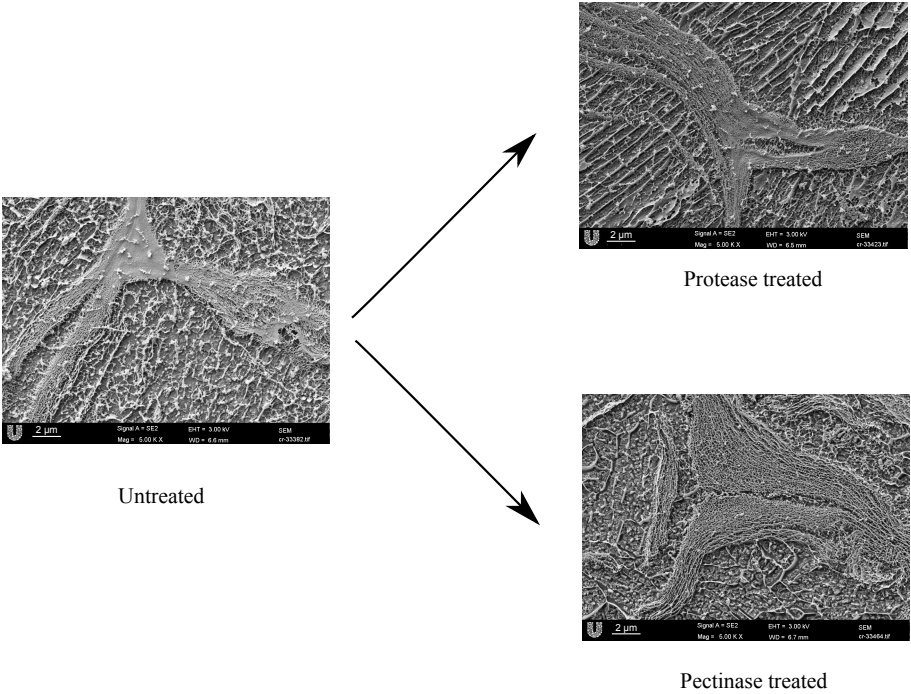 2 µm
Signal A = SE2
Mag = 5.00 K X
EHT = 3.00 kV
WD = 6.6 mm
SEM
cr-33392.tif
Untreated
2 µm
Signal A = SE2
Mag = 5.00 K X
EHT = 3.00 kV
WD = 6.5 mm
SEM
cr-33423.tif
Protease treated
2 µm
Signal A = SE2
Mag = 5.00 K X
EHT = 3.00 kV
WD = 6.7 mm
SEM
cr-33464.tif
Pectinase treated